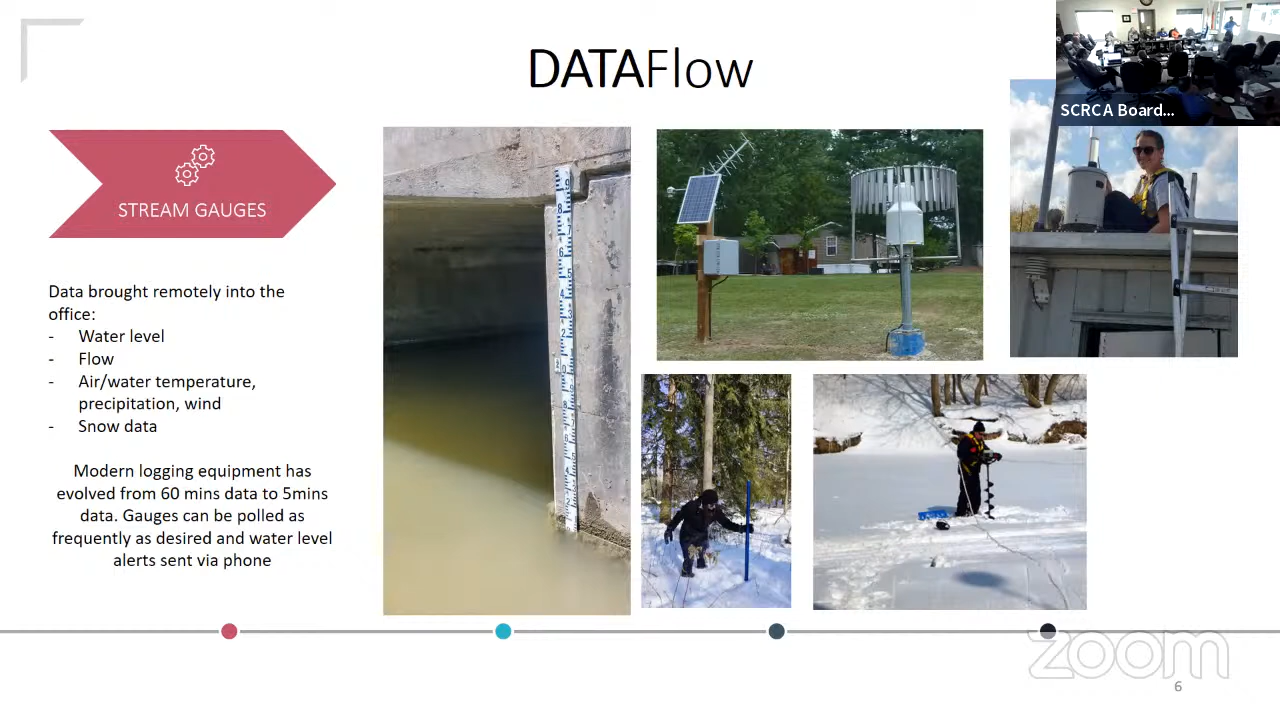 DATAFlow
SCRCA Board...
STREAM GAUGES
Data brought remotely into the
office:
- Water level
- Flow
- Air/water temperature,
precipitation, wind
- Snow data
Modern logging equipment has
evolved from 60 mins data to 5mins
data. Gauges can be polled as
frequently as desired and water level
alerts sent via phone
zoom
6